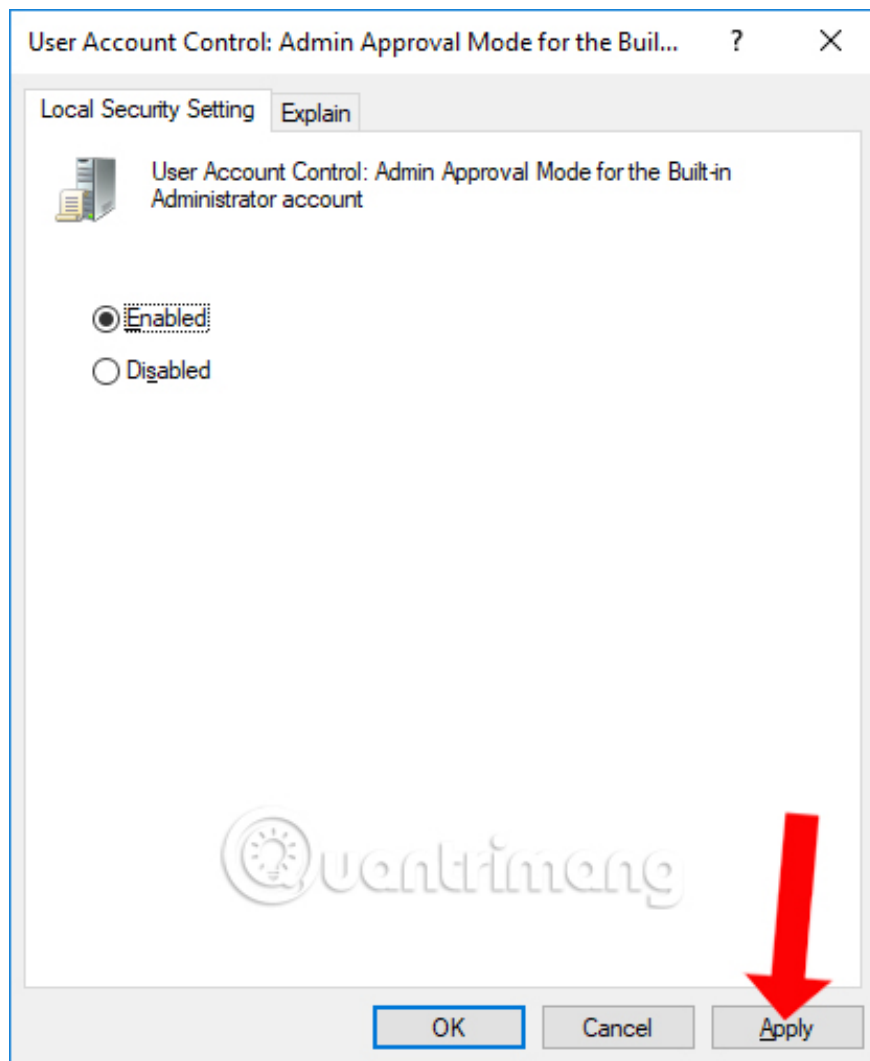 User Account Control: Admin Approval Mode for the Buil... ?
Local Security Setting Explain
User Account Control: Admin Approval Mode for the Built-in
Administrator account
Enabled
Disabled
Quantrimang
OK Cancel Apply